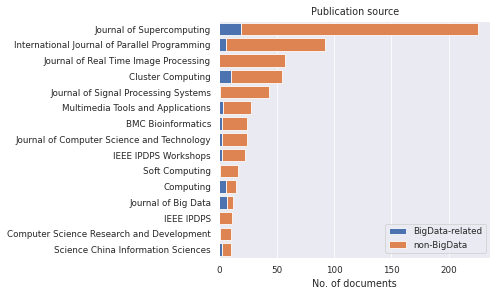 Publication source
Journal of Supercomputing
International Journal of Parallel Programming
Journal of Real Time Image Processing
Cluster Computing
Journal of Signal Processing Systems
Multimedia Tools and Applications
BMC Bioinformatics
Journal of Computer Science and Technology
IEEE IPDPS Workshops
Soft Computing
Computing
Journal of Big Data
IEEE IPDPS
Computer Science Research and Development
Science China Information Sciences
BigData-related
non-BigData
0 50 100 150 200
No. of documents